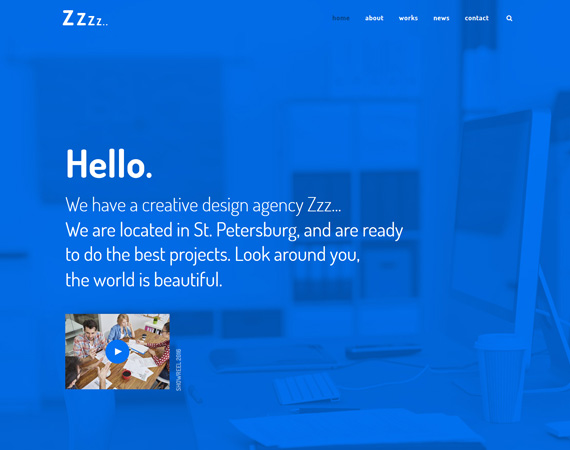 Zzzz..
home about works news contact
Hello.
We have a creative design agency Zzz...
We are located in St. Petersburg, and are ready
to do the best projects. Look around you,
the world is beautiful.
SHOWREEL 2018